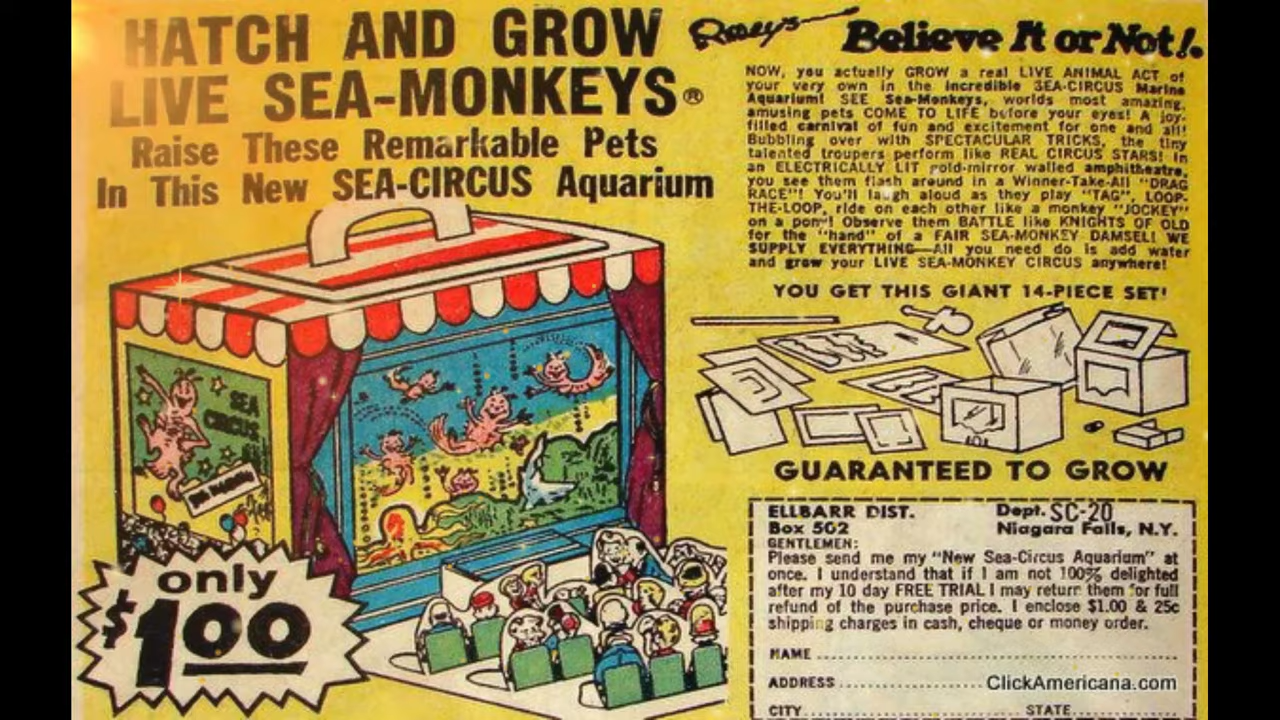 HATCH AND GROW
LIVE SEA-MONKEYS®
Raise These Remarkable Pets
In This New SEA-CIRCUS Aquarium
SEA
CIRCUS
only
$1.00
Ripley's Believe It or Not!
NOW, you actually GROW a real LIVE ANIMAL ACT of
your very own in the incredible SEA-CIRCUS Marine
Aquarium! SEE Sea-Monkeys, worlds most amazing,
amusing pets COME TO LIFE before your eyes! A joy-
filled carnival of fun and excitement for one and all!
Bubbling over with SPECTACULAR TRICKS, the tiny
talented troupers perform like REAL CIRCUS STARS! In
an ELECTRICALLY LIT gold-mirror walled amphitheatre,
you see them flash around in a Winner-Take-All "DRAG
RACE"! You'll laugh aloud as they play "TAG", LOOP-
THE-LOOP, ride on each other like a monkey "JOCKEY"
on a pony! Observe them BATTLE like KNIGHTS OF OLD
for the "hand" of a FAIR SEA-MONKEY DAMSEL! WE
SUPPLY EVERYTHING—All you need do is add water
and grow your LIVE SEA-MONKEY CIRCUS anywhere!
YOU GET THIS GIANT 14-PIECE SET!
GUARANTEED TO GROW
ELLBARR DIST. Dept. SC-20
Box 502 Niagara Falls, N.Y.
GENTLEMEN:
Please send me my "New Sea-Circus Aquarium" at
once. I understand that if I am not 100% delighted
after my 10 day FREE TRIAL I may return them for full
refund of the purchase price. I enclose $1.00 & 25c
shipping charges in cash, cheque or money order.
NAME
ADDRESS
ClickAmericana.com
CITY STATE